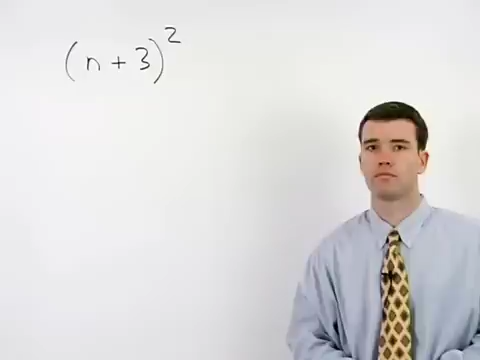 (n + 3)²